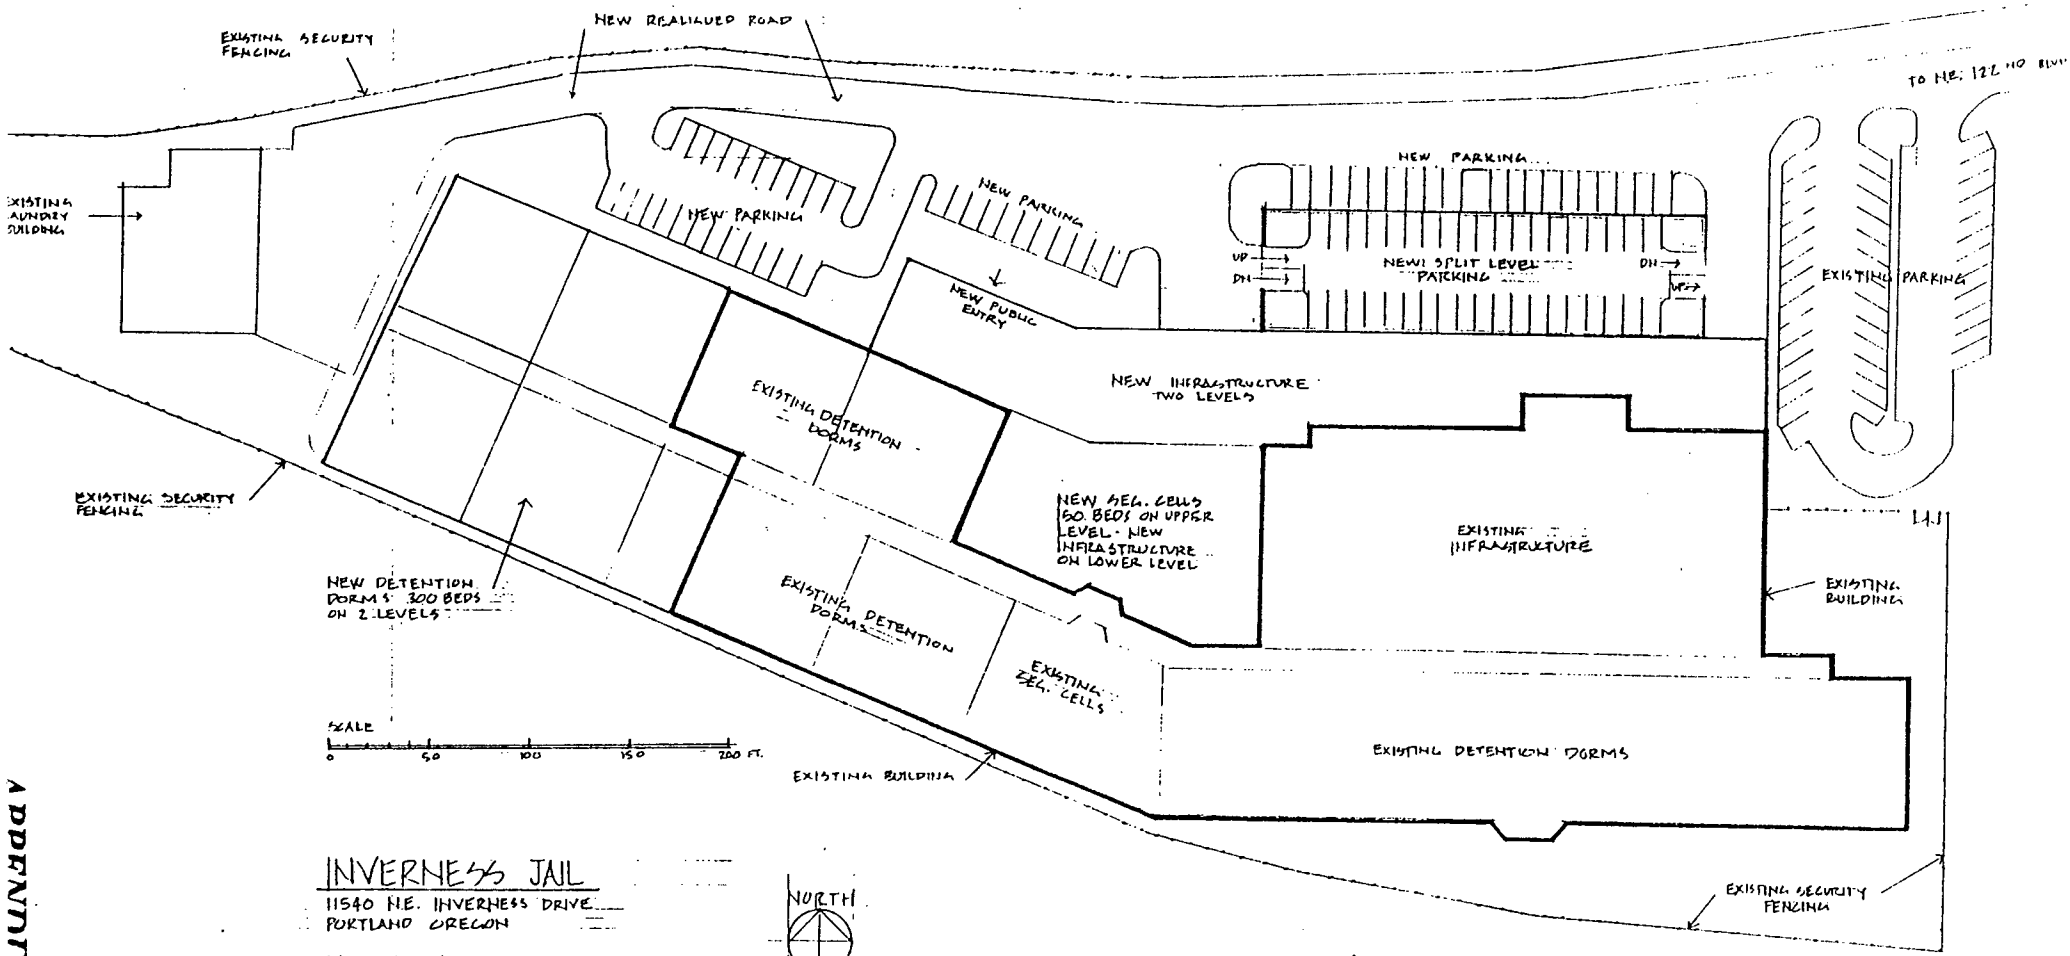 NEW REALIGNED ROAD
EXISTING SECURITY
FENCING
TO N.E. 122 ND BLVD
EXISTING
LAUNDRY
BUILDING
NEW PARKING
NEW PARKING
NEW PARKING
NEW PUBLIC
ENTRY
UP
DN
NEW SPLIT LEVEL
PARKING
DN
UP
EXISTING PARKING
EXISTING DETENTION
DORMS
NEW INFRASTRUCTURE
TWO LEVELS
EXISTING SECURITY
FENCING
NEW SEG. CELLS
50 BEDS ON UPPER
LEVEL - NEW
INFRASTRUCTURE
ON LOWER LEVEL
EXISTING
INFRASTRUCTURE
EXISTING
BUILDING
NEW DETENTION
DORMS 300 BEDS
ON 2 LEVELS
EXISTING DETENTION
DORMS
EXISTING
SEG. CELLS
SCALE
0 50 100 150 200 FT.
EXISTING BUILDING
EXISTING DETENTION DORMS
INVERNESS JAIL
11540 N.E. INVERNESS DRIVE
PORTLAND OREGON
NORTH
EXISTING SECURITY
FENCING